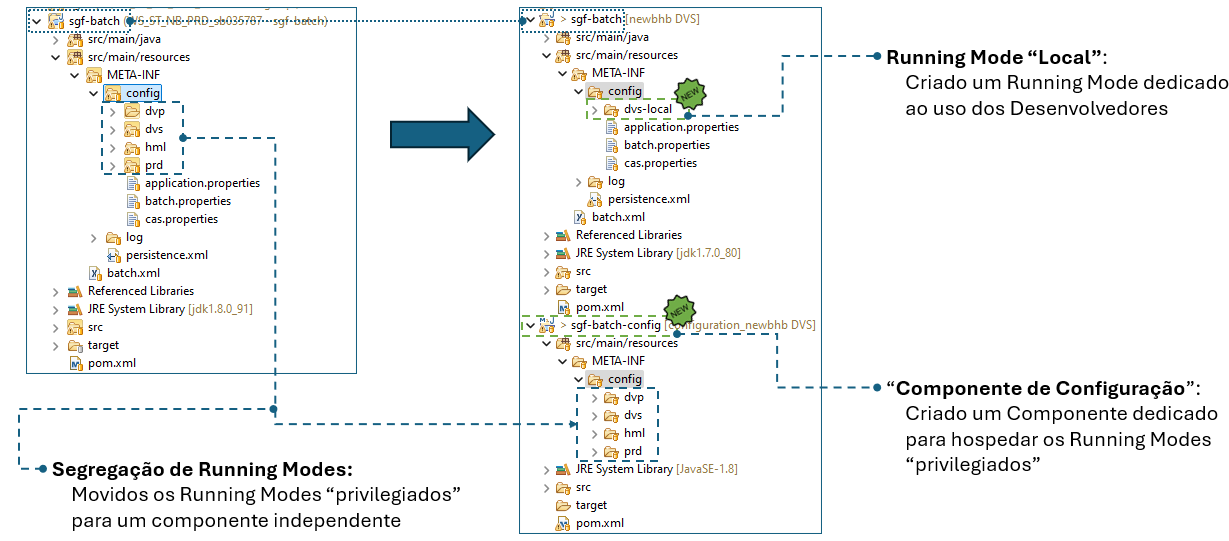 sgf-batch (WS_ST_NB_PRD_sb035787 - sgf-batch)
src/main/java
src/main/resources
META-INF
config
dvp
dvs
hml
prd
application.properties
batch.properties
cas.properties
log
persistence.xml
batch.xml
Referenced Libraries
JRE System Library [jdk1.8.0_91]
src
target
pom.xml
Segregação de Running Modes:
Movidos os Running Modes “privilegiados”
para um componente independente
> sgf-batch [newbhb DVS]
src/main/java
src/main/resources
META-INF
config
NEW
dvs-local
application.properties
batch.properties
cas.properties
log
persistence.xml
batch.xml
Referenced Libraries
JRE System Library [jdk1.7.0_80]
src
target
pom.xml
NEW
> sgf-batch-config [configuration_newbhb DVS]
src/main/resources
META-INF
config
dvp
dvs
hml
prd
JRE System Library [JavaSE-1.8]
src
target
pom.xml
Running Mode “Local”:
Criado um Running Mode dedicado
ao uso dos Desenvolvedores
“Componente de Configuração”:
Criado um Componente dedicado
para hospedar os Running Modes
“privilegiados”